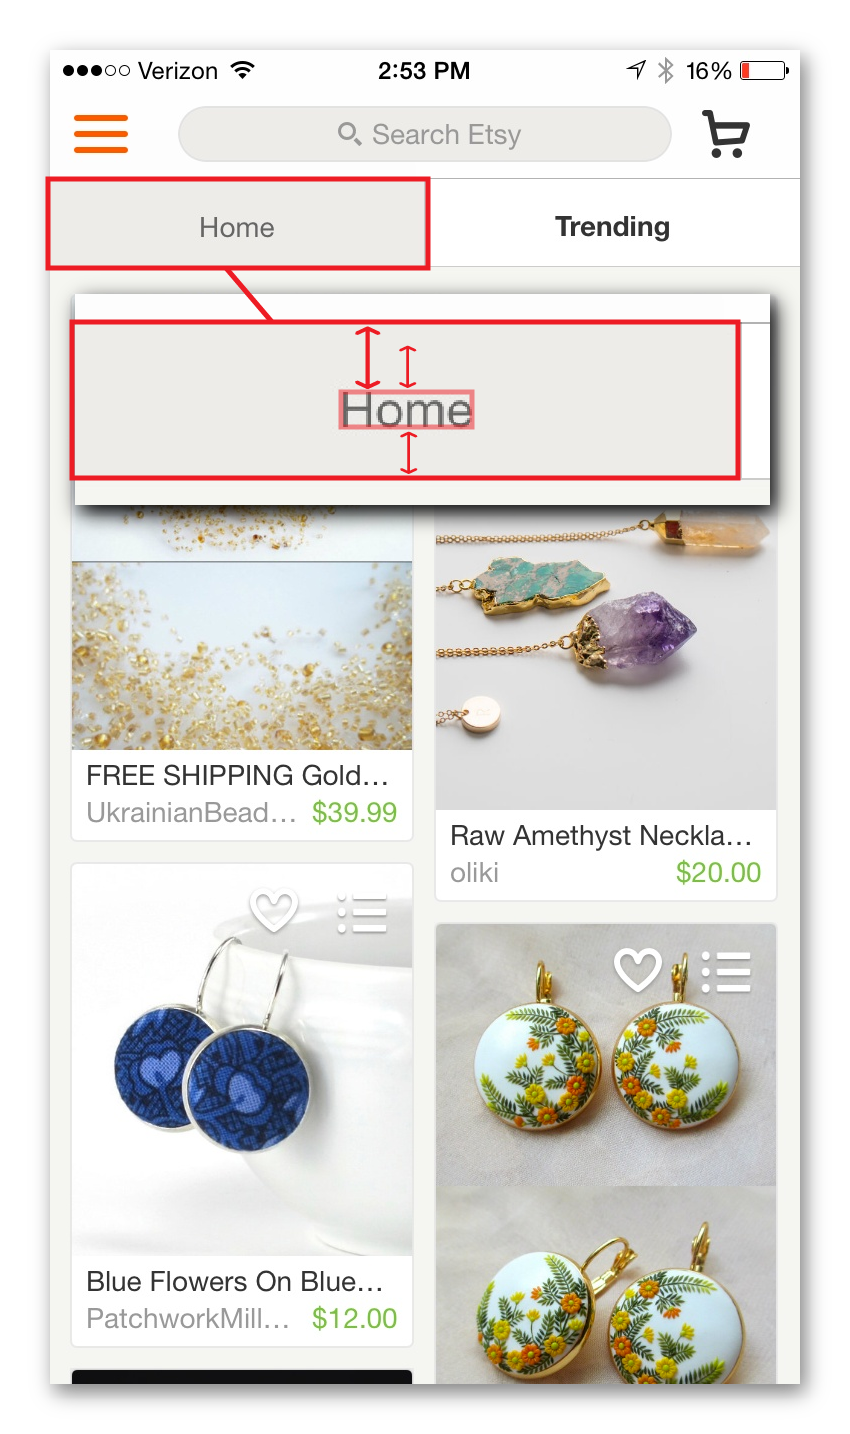 Verizon 2:53 PM 16%
Search Etsy
Home Trending
Home
FREE SHIPPING Gold…
UkrainianBead… $39.99
Raw Amethyst Neckla…
oliki $20.00
Blue Flowers On Blue…
PatchworkMill… $12.00